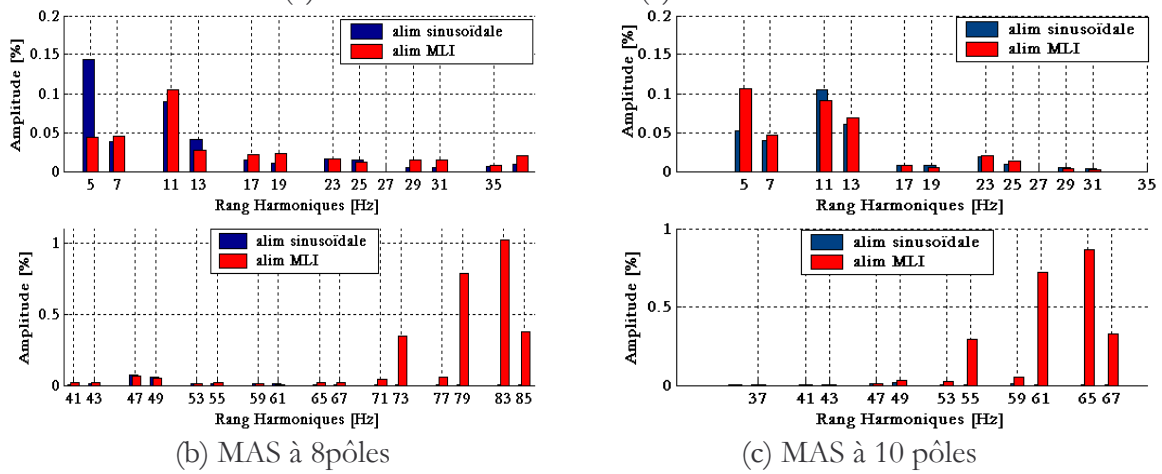 0.2
0.15
0.1
0.05
0
Amplitude [%]
alim sinusoïdale
alim MLI
5 7 11 13 17 19 23 25 27 29 31 35
Rang Harmoniques [Hz]
0.2
0.15
0.1
0.05
0
Amplitude [%]
alim sinusoïdale
alim MLI
5 7 11 13 17 19 23 25 27 29 31 35
Rang Harmoniques [Hz]
1
0.5
0
Amplitude [%]
alim sinusoïdale
alim MLI
41 43 47 49 53 55 59 61 65 67 71 73 77 79 83 85
Rang Harmoniques [Hz]
(b) MAS à 8pôles
1
0.5
0
Amplitude [%]
alim sinusoïdale
alim MLI
37 41 43 47 49 53 55 59 61 65 67
Rang Harmoniques [Hz]
(c) MAS à 10 pôles